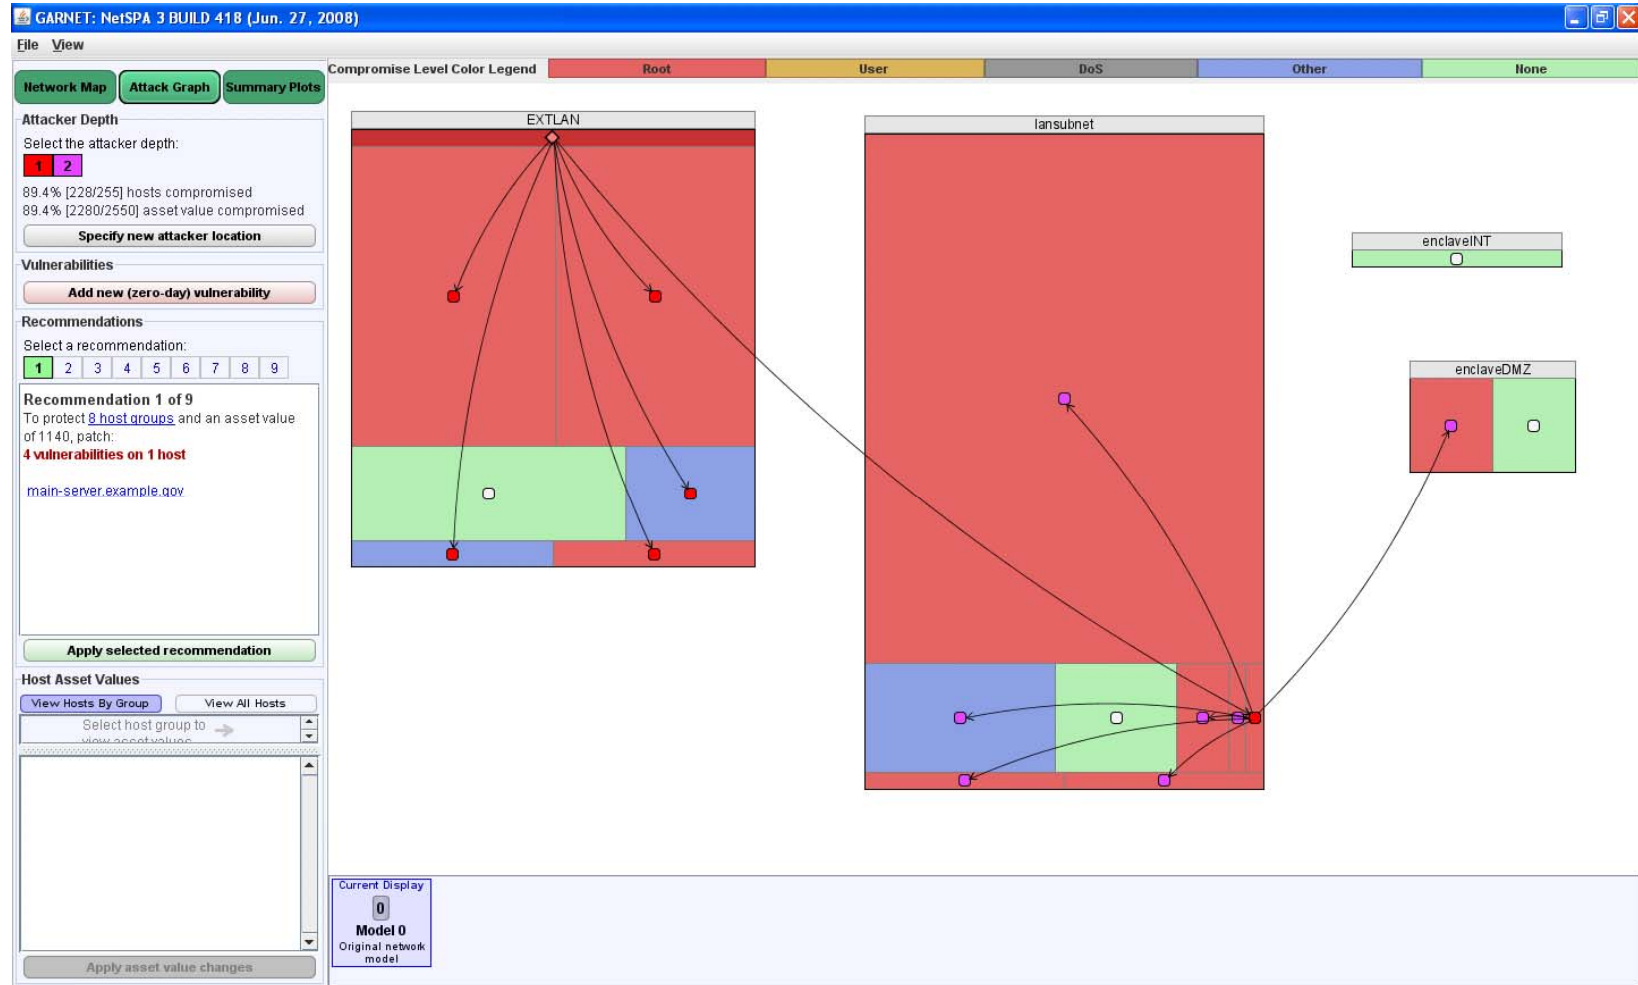 GARNET: NetSPA 3 BUILD 418 (Jun. 27, 2008)
File View
Network Map Attack Graph Summary Plots
Attacker Depth
Select the attacker depth:
1 2
89.4% [228/255] hosts compromised
89.4% [2280/2550] asset value compromised
Specify new attacker location
Vulnerabilities
Add new (zero-day) vulnerability
Recommendations
Select a recommendation:
1 2 3 4 5 6 7 8 9
Recommendation 1 of 9
To protect 8 host groups and an asset value
of 1140, patch:
4 vulnerabilities on 1 host
main-server.example.gov
Apply selected recommendation
Host Asset Values
View Hosts By Group View All Hosts
Select host group to
view asset values
Apply asset value changes
Compromise Level Color Legend Root User DoS Other None
EXTLAN
lansubnet
enclaveINT
enclaveDMZ
Current Display
0
Model 0
Original network
model